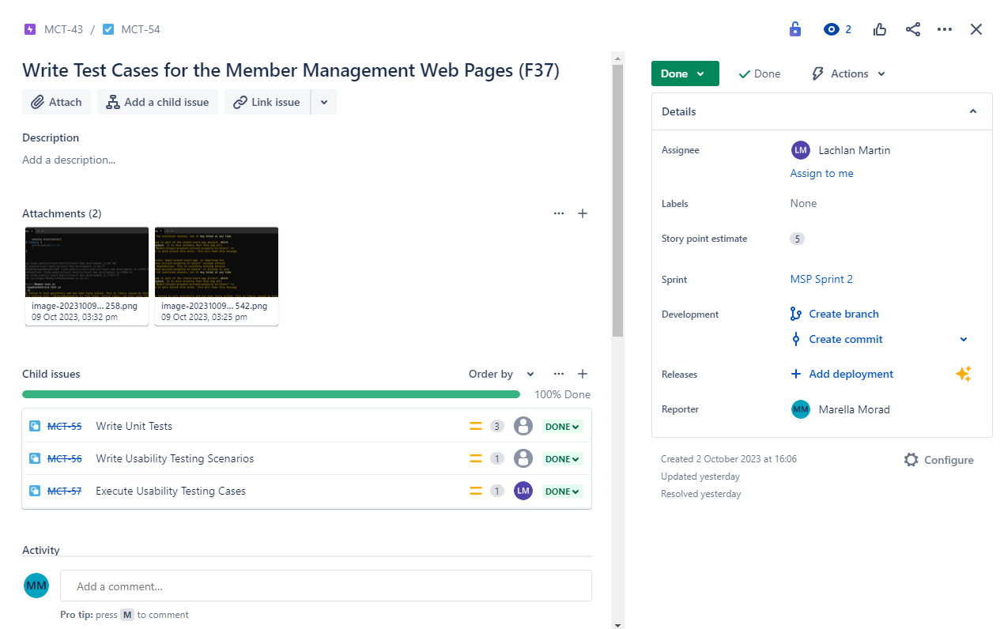 MCT-43 / MCT-54
2
Write Test Cases for the Member Management Web Pages (F37)
Attach
Add a child issue
Link issue
Description
Add a description...
Attachments (2)
image-20231009... 258.png
09 Oct 2023, 03:32 pm
image-20231009... 542.png
09 Oct 2023, 03:25 pm
Child issues
Order by
100% Done
MCT-55 Write Unit Tests 3 DONE
MCT-56 Write Usability Testing Scenarios 1 DONE
MCT-57 Execute Usability Testing Cases 1 LM DONE
Activity
MM Add a comment...
Pro tip: press M to comment
Done
Done
Actions
Details
Assignee
LM Lachlan Martin
Assign to me
Labels
None
Story point estimate
5
Sprint
MSP Sprint 2
Development
Create branch
Create commit
Releases
Add deployment
Reporter
MM Marella Morad
Created 2 October 2023 at 16:06
Updated yesterday
Resolved yesterday
Configure